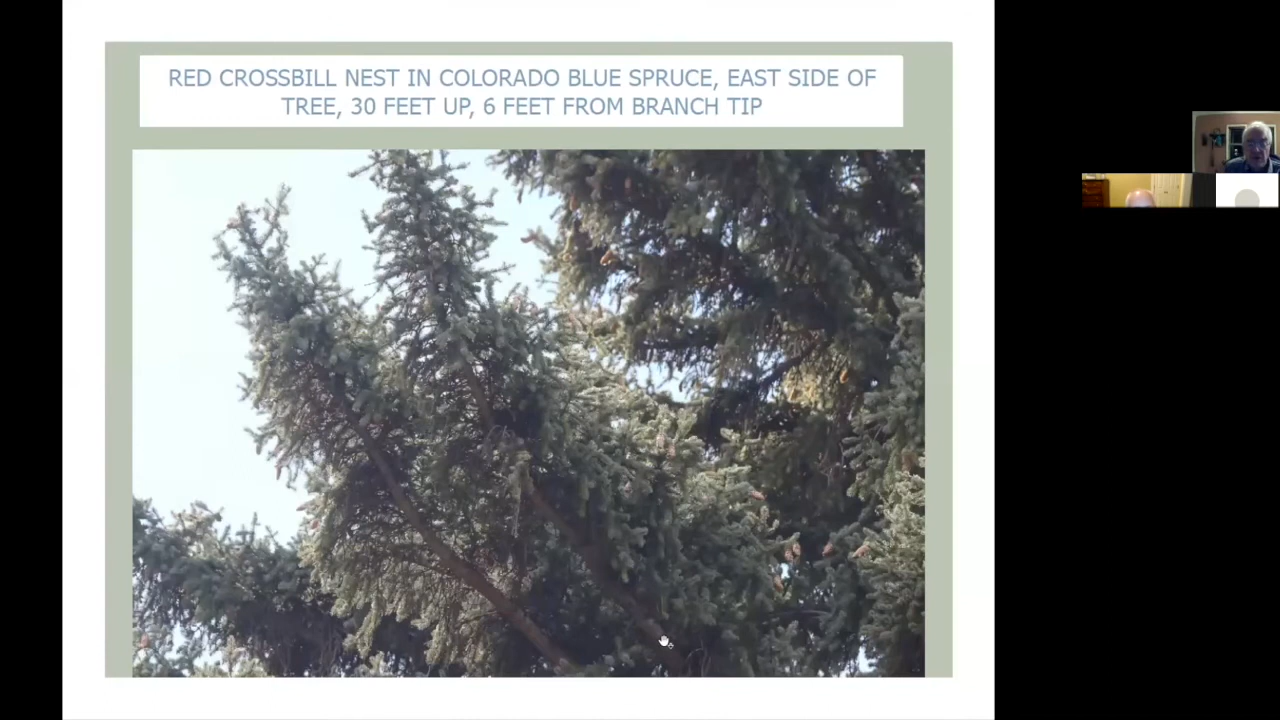 RED CROSSBILL NEST IN COLORADO BLUE SPRUCE, EAST SIDE OF
TREE, 30 FEET UP, 6 FEET FROM BRANCH TIP